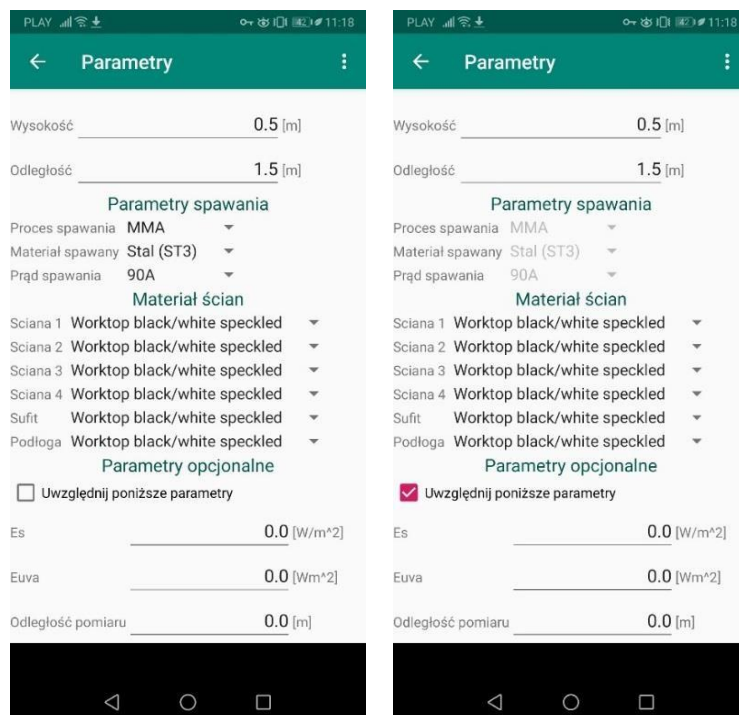 PLAY 42 11:18
Parametry
Wysokość 0.5 [m]
Odległość 1.5 [m]
Parametry spawania
Proces spawania MMA
Materiał spawany Stal (ST3)
Prąd spawania 90A
Materiał ścian
Sciana 1 Worktop black/white speckled
Sciana 2 Worktop black/white speckled
Sciana 3 Worktop black/white speckled
Sciana 4 Worktop black/white speckled
Sufit Worktop black/white speckled
Podłoga Worktop black/white speckled
Parametry opcjonalne
Uwzględnij poniższe parametry
Es 0.0 [W/m^2]
Euva 0.0 [Wm^2]
Odległość pomiaru 0.0 [m]
PLAY 42 11:18
Parametry
Wysokość 0.5 [m]
Odległość 1.5 [m]
Parametry spawania
Proces spawania MMA
Materiał spawany Stal (ST3)
Prąd spawania 90A
Materiał ścian
Sciana 1 Worktop black/white speckled
Sciana 2 Worktop black/white speckled
Sciana 3 Worktop black/white speckled
Sciana 4 Worktop black/white speckled
Sufit Worktop black/white speckled
Podłoga Worktop black/white speckled
Parametry opcjonalne
Uwzględnij poniższe parametry
Es 0.0 [W/m^2]
Euva 0.0 [Wm^2]
Odległość pomiaru 0.0 [m]